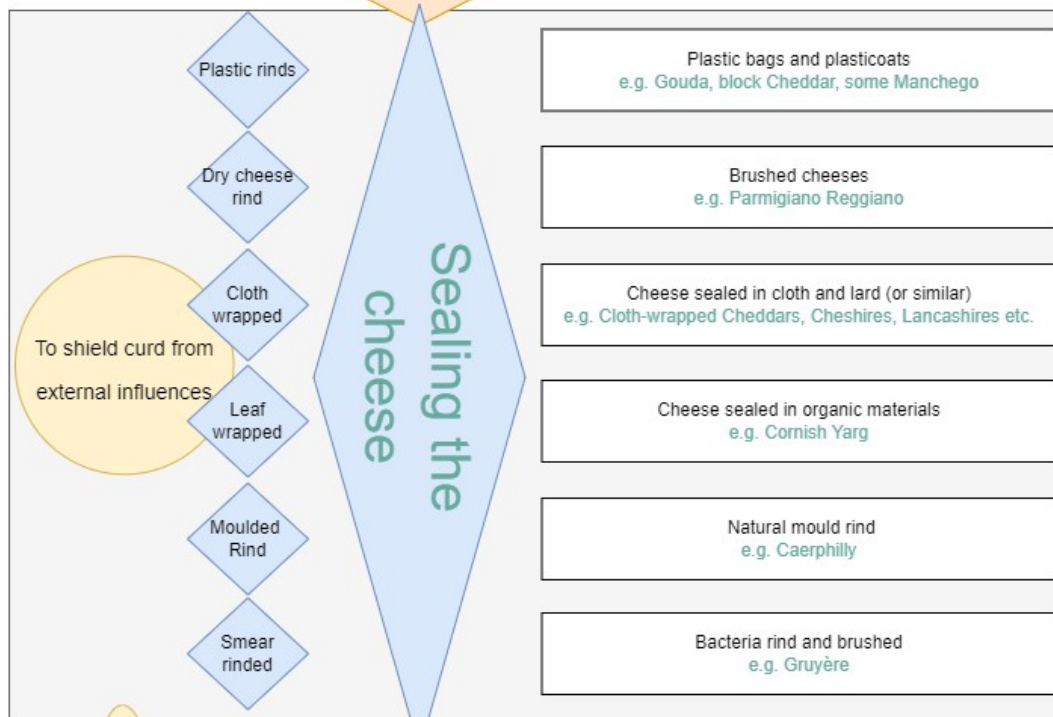 Plastic rinds
Plastic bags and plasticoats
e.g. Gouda, block Cheddar, some Manchego
Dry cheese
rind
Brushed cheeses
e.g. Parmigiano Reggiano
To shield curd from
external influences
Cloth
wrapped
Sealing the
cheese
Cheese sealed in cloth and lard (or similar)
e.g. Cloth-wrapped Cheddars, Cheshires, Lancashires etc.
Leaf
wrapped
Cheese sealed in organic materials
e.g. Cornish Yarg
Moulded
Rind
Natural mould rind
e.g. Caerphilly
Smear
rinded
Bacteria rind and brushed
e.g. Gruyère